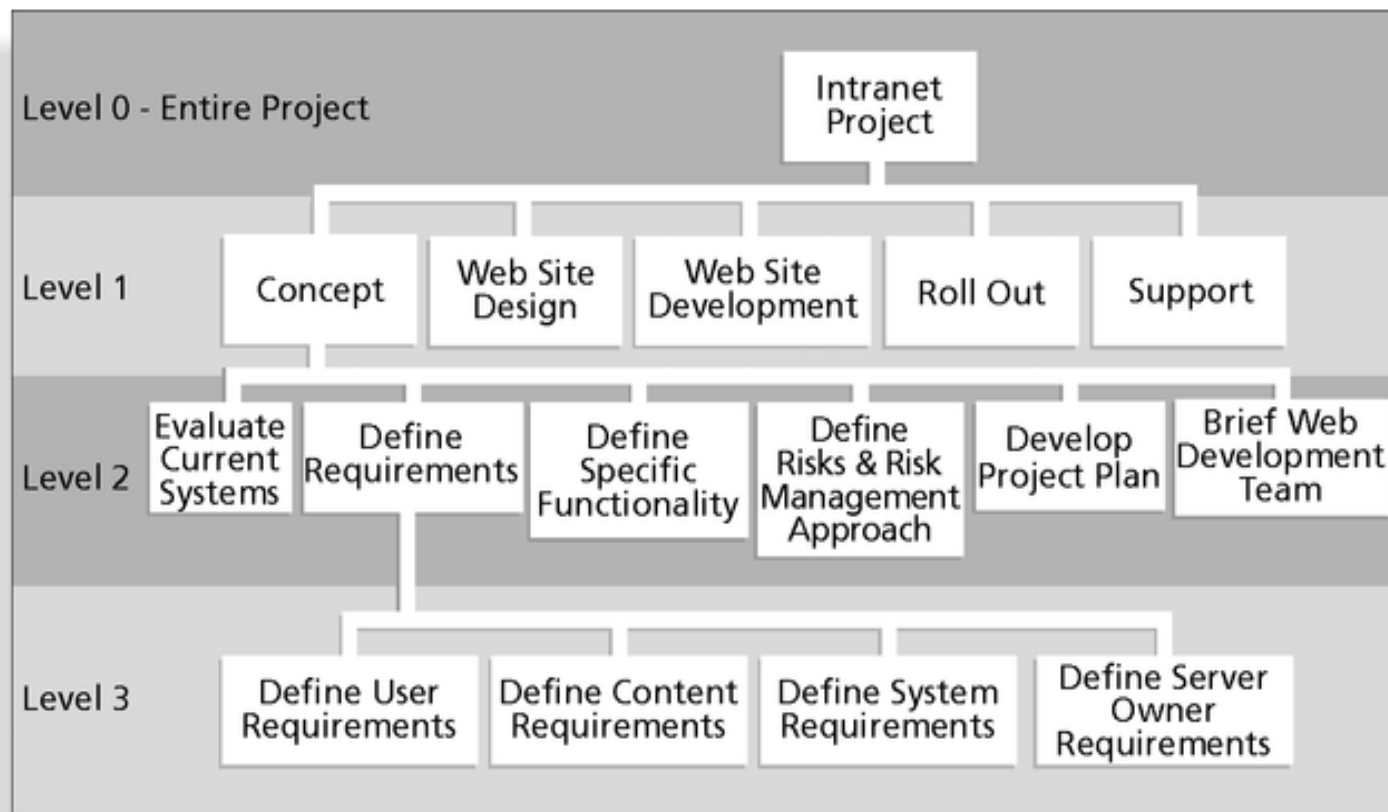 Level 0 - Entire Project
Intranet
Project
Level 1
Concept
Web Site
Design
Web Site
Development
Roll Out
Support
Level 2
Evaluate
Current
Systems
Define
Requirements
Define
Specific
Functionality
Define
Risks & Risk
Management
Approach
Develop
Project Plan
Brief Web
Development
Team
Level 3
Define User
Requirements
Define Content
Requirements
Define System
Requirements
Define Server
Owner
Requirements